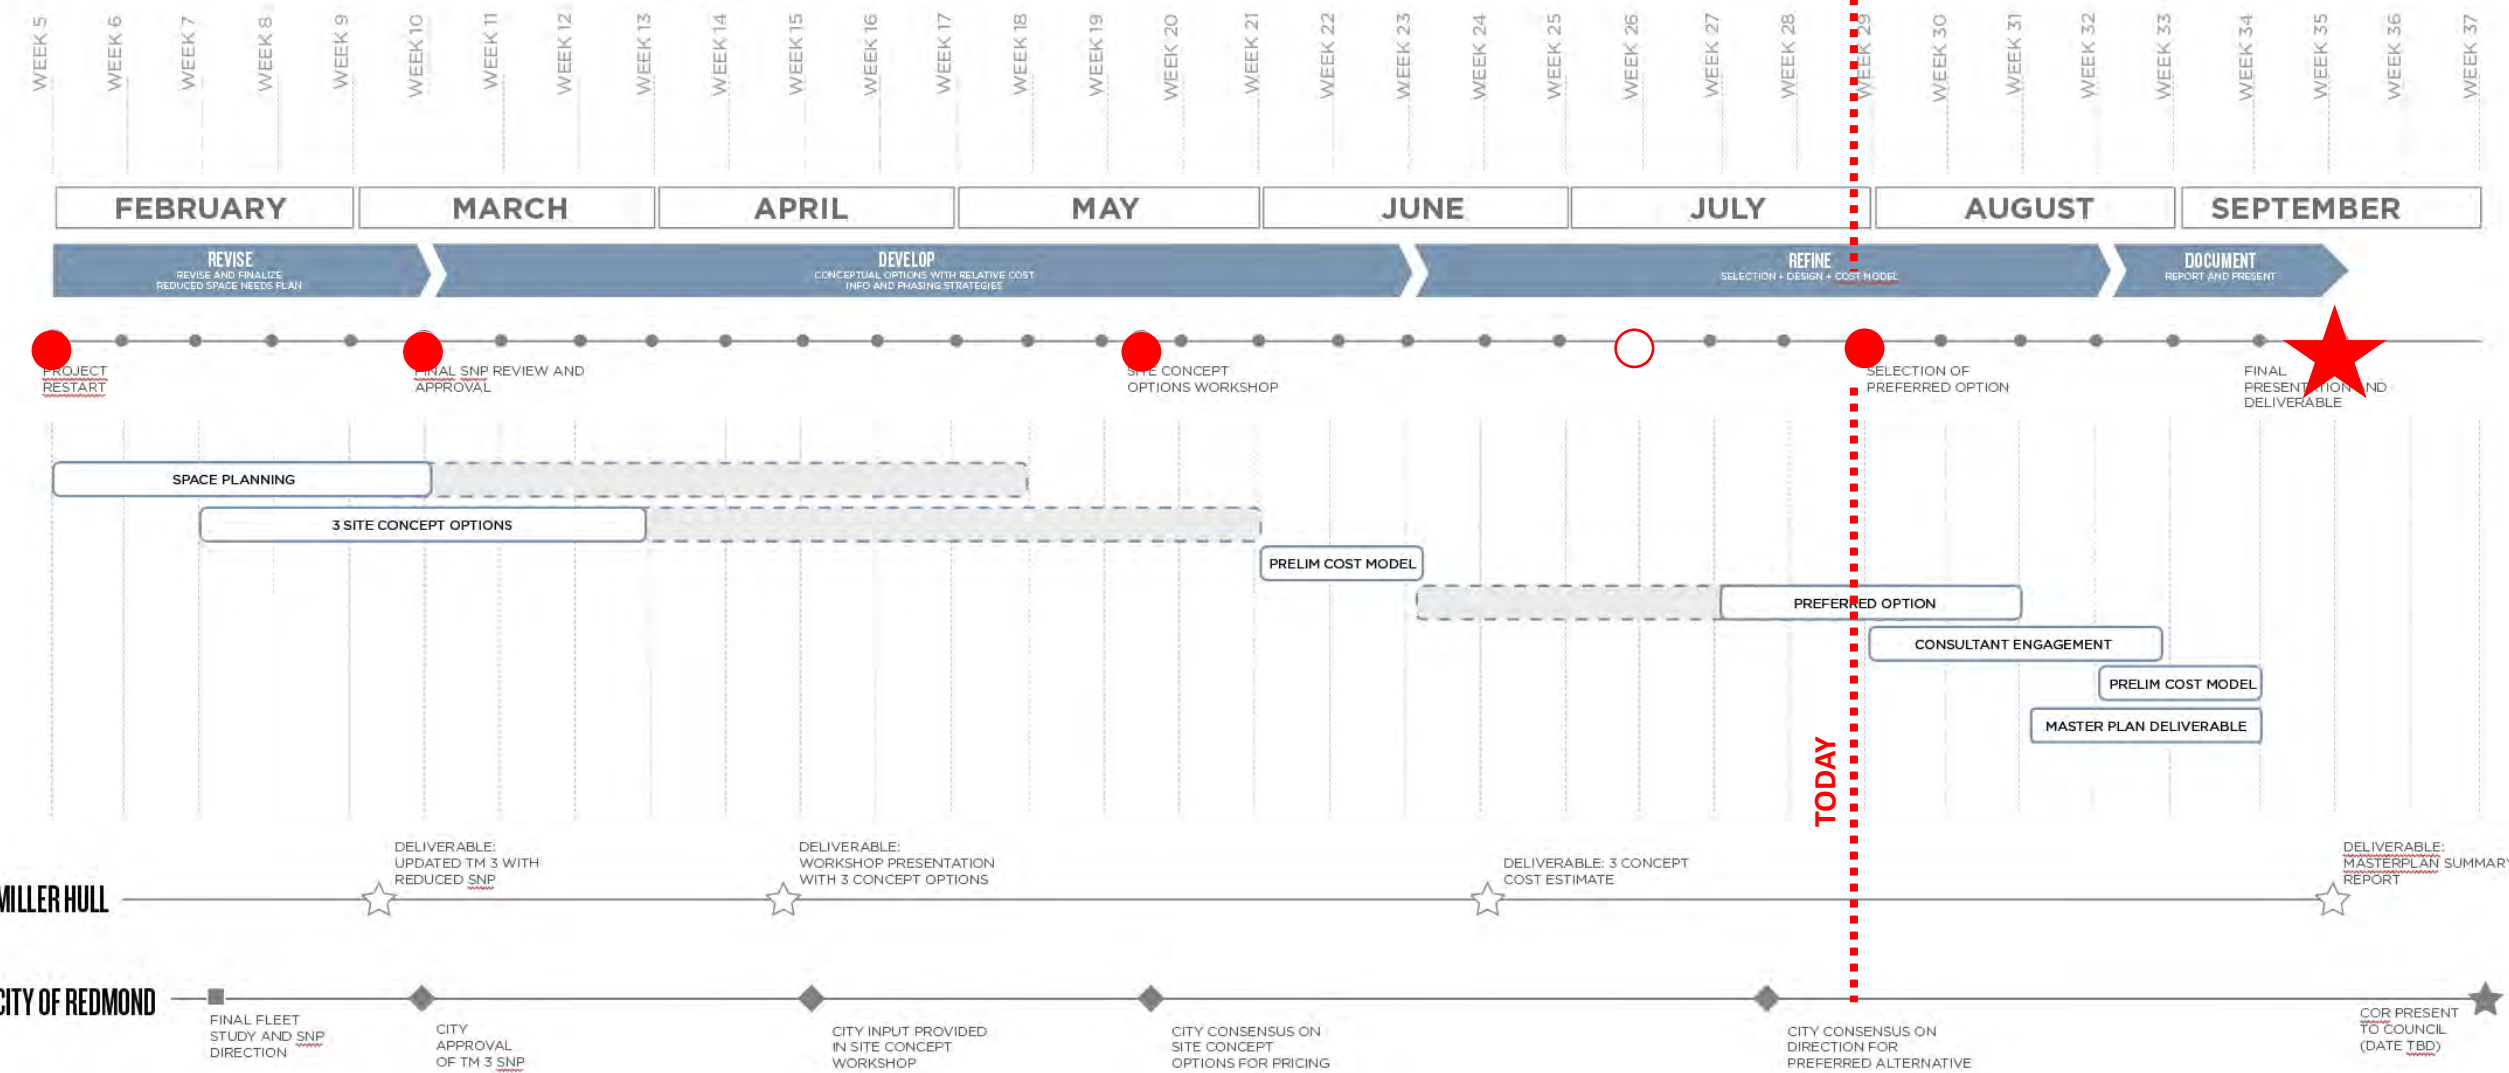 WEEK 5
WEEK 6
WEEK 7
WEEK 8
WEEK 9
WEEK 10
WEEK 11
WEEK 12
WEEK 13
WEEK 14
WEEK 15
WEEK 16
WEEK 17
WEEK 18
WEEK 19
WEEK 20
WEEK 21
WEEK 22
WEEK 23
WEEK 24
WEEK 25
WEEK 26
WEEK 27
WEEK 28
WEEK 29
WEEK 30
WEEK 31
WEEK 32
WEEK 33
WEEK 34
WEEK 35
WEEK 36
WEEK 37
FEBRUARY
MARCH
APRIL
MAY
JUNE
JULY
AUGUST
SEPTEMBER
REVISE
REVISE AND FINALIZE
REDUCED SPACE NEEDS PLAN
DEVELOP
CONCEPTUAL OPTIONS WITH RELATIVE COST
INFO AND PHASING STRATEGIES
REFINE
SELECTION + DESIGN + COST MODEL
DOCUMENT
REPORT AND PRESENT
PROJECT
RESTART
FINAL SNP REVIEW AND
APPROVAL
SITE CONCEPT
OPTIONS WORKSHOP
SELECTION OF
PREFERRED OPTION
FINAL
PRESENTATION AND
DELIVERABLE
SPACE PLANNING
3 SITE CONCEPT OPTIONS
PRELIM COST MODEL
PREFERRED OPTION
CONSULTANT ENGAGEMENT
PRELIM COST MODEL
MASTER PLAN DELIVERABLE
TODAY
MILLER HULL
DELIVERABLE:
UPDATED TM 3 WITH
REDUCED SNP
DELIVERABLE:
WORKSHOP PRESENTATION
WITH 3 CONCEPT OPTIONS
DELIVERABLE: 3 CONCEPT
COST ESTIMATE
DELIVERABLE:
MASTERPLAN SUMMARY
REPORT
CITY OF REDMOND
FINAL FLEET
STUDY AND SNP
DIRECTION
CITY
APPROVAL
OF TM 3 SNP
CITY INPUT PROVIDED
IN SITE CONCEPT
WORKSHOP
CITY CONSENSUS ON
SITE CONCEPT
OPTIONS FOR PRICING
CITY CONSENSUS ON
DIRECTION FOR
PREFERRED ALTERNATIVE
COR PRESENT
TO COUNCIL
(DATE TBD)